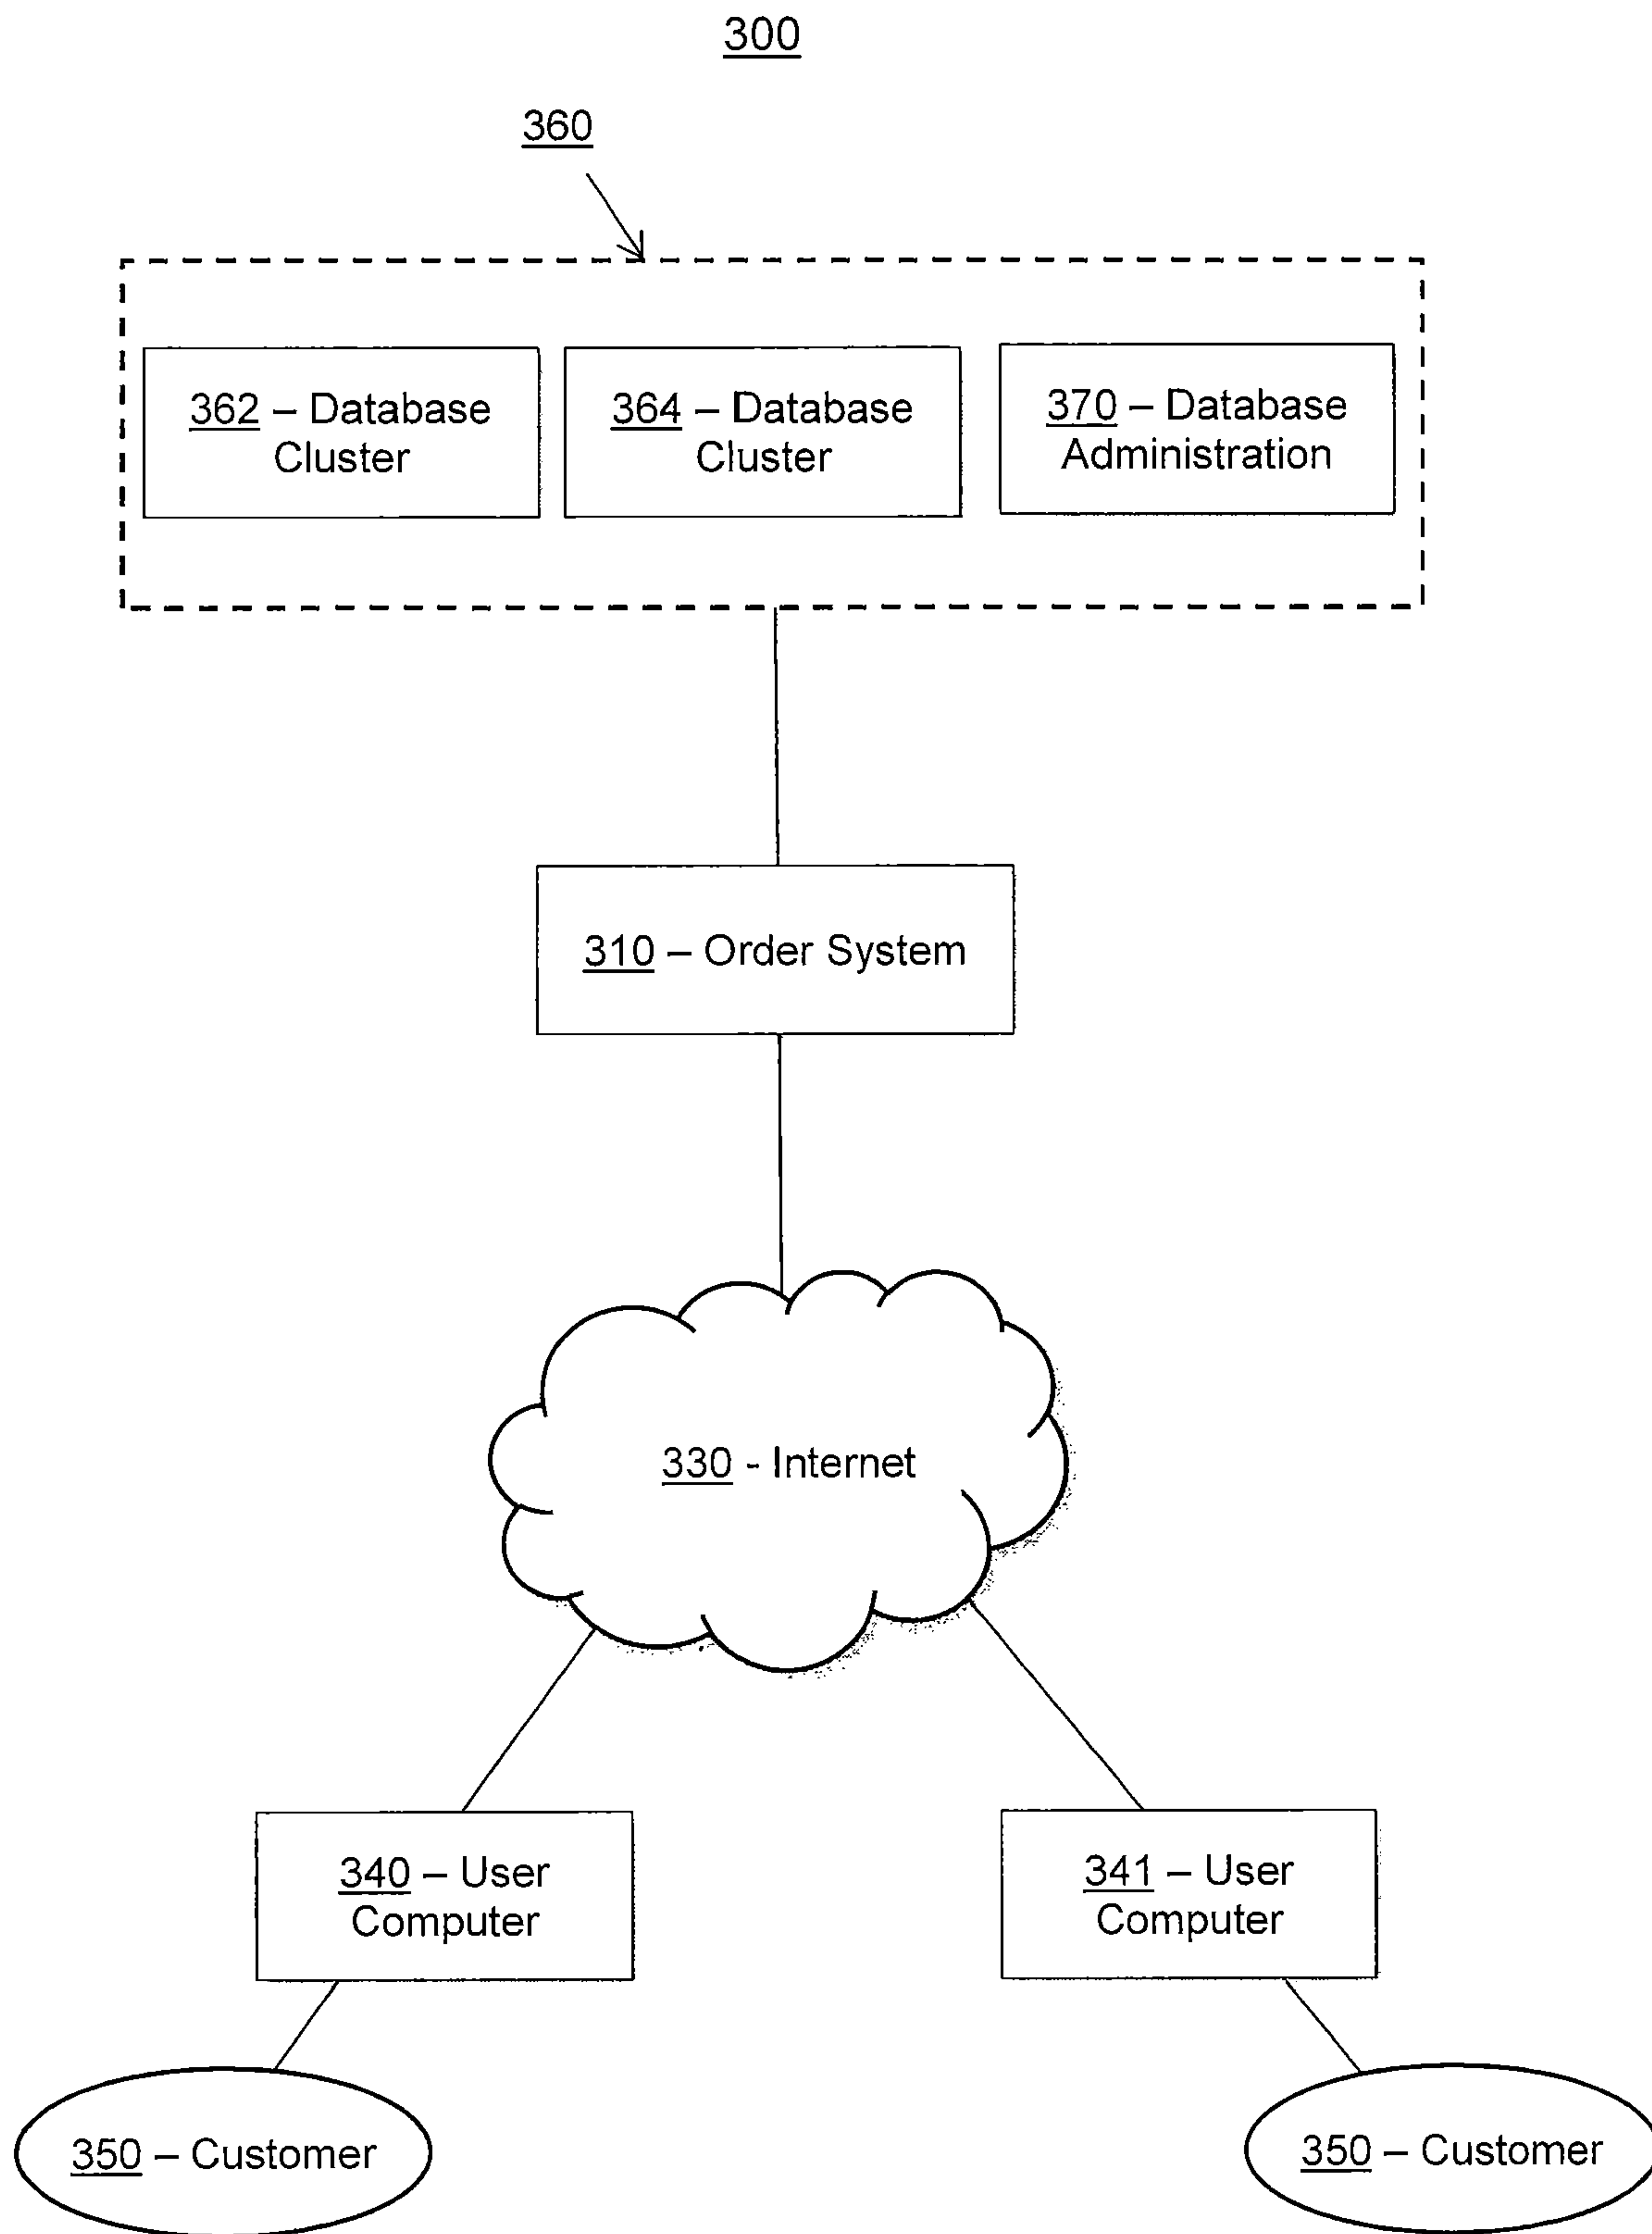 300
360
362 – Database
Cluster
364 – Database
Cluster
370 – Database
Administration
310 – Order System
330 - Internet
340 – User
Computer
341 – User
Computer
350 – Customer
350 – Customer